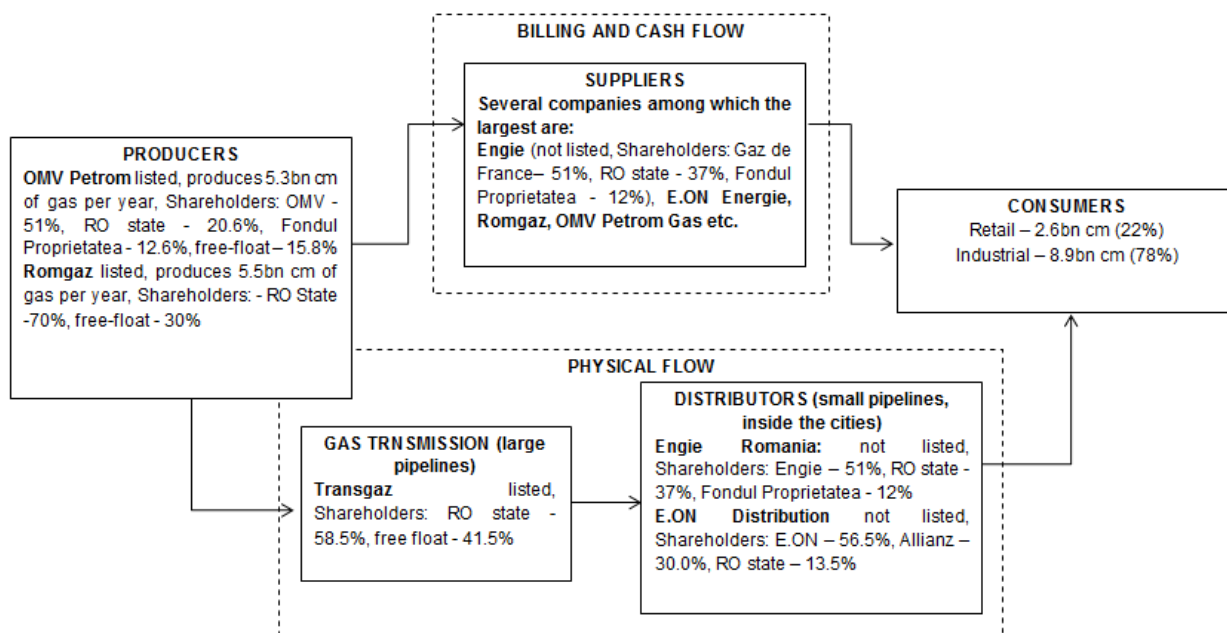 BILLING AND CASH FLOW
SUPPLIERS
Several companies among which the
largest are:
Engie (not listed, Shareholders: Gaz de
France– 51%, RO state - 37%, Fondul
Proprietatea - 12%), E.ON Energie,
Romgaz, OMV Petrom Gas etc.
PRODUCERS
OMV Petrom listed, produces 5.3bn cm
of gas per year, Shareholders: OMV -
51%, RO state - 20.6%, Fondul
Proprietatea - 12.6%, free-float – 15.8%
Romgaz listed, produces 5.5bn cm of
gas per year, Shareholders: - RO State
-70%, free-float - 30%
CONSUMERS
Retail – 2.6bn cm (22%)
Industrial – 8.9bn cm (78%)
PHYSICAL FLOW
GAS TRNSMISSION (large
pipelines)
Transgaz listed,
Shareholders: RO state -
58.5%, free float - 41.5%
DISTRIBUTORS (small pipelines,
inside the cities)
Engie Romania: not listed,
Shareholders: Engie – 51%, RO state -
37%, Fondul Proprietatea - 12%
E.ON Distribution not listed,
Shareholders: E.ON – 56.5%, Allianz –
30.0%, RO state – 13.5%